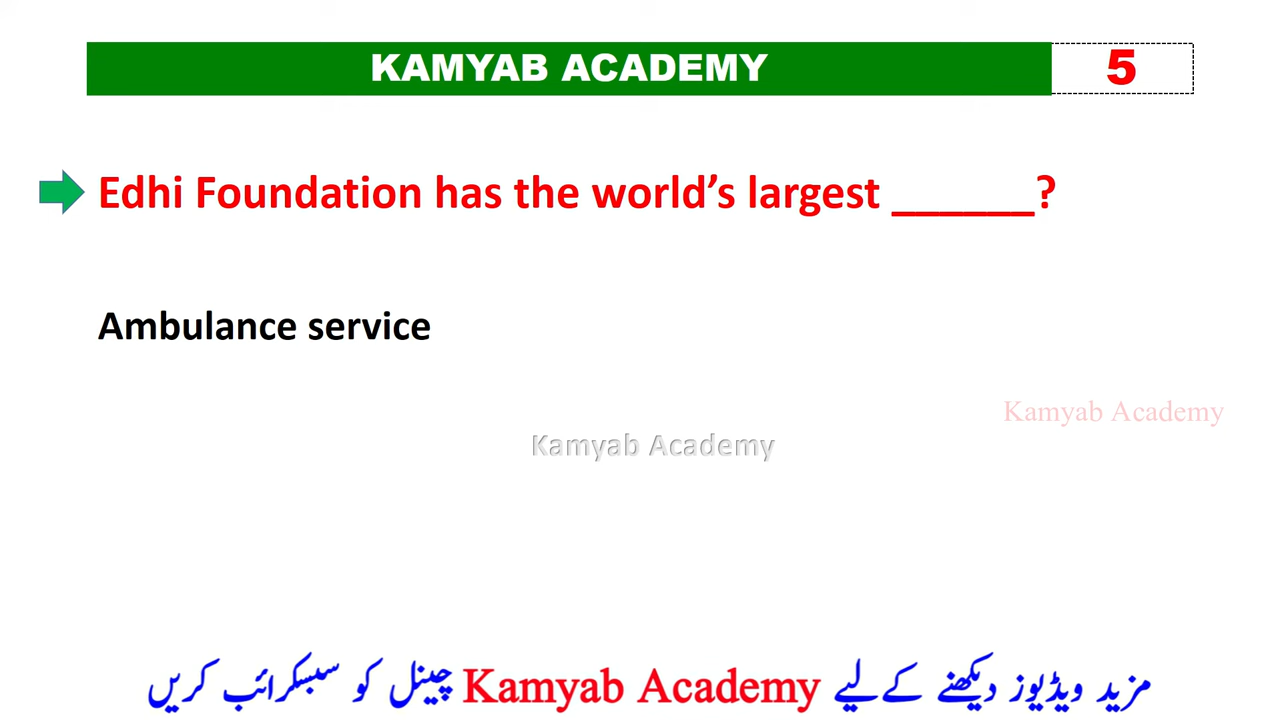 KAMYAB ACADEMY
5
Edhi Foundation has the world’s largest ______?
Ambulance service
Kamyab Academy
Kamyab Academy
مزید ویڈیوز دیکھنے کے لیے Kamyab Academy چینل کو سبسکرائب کریں